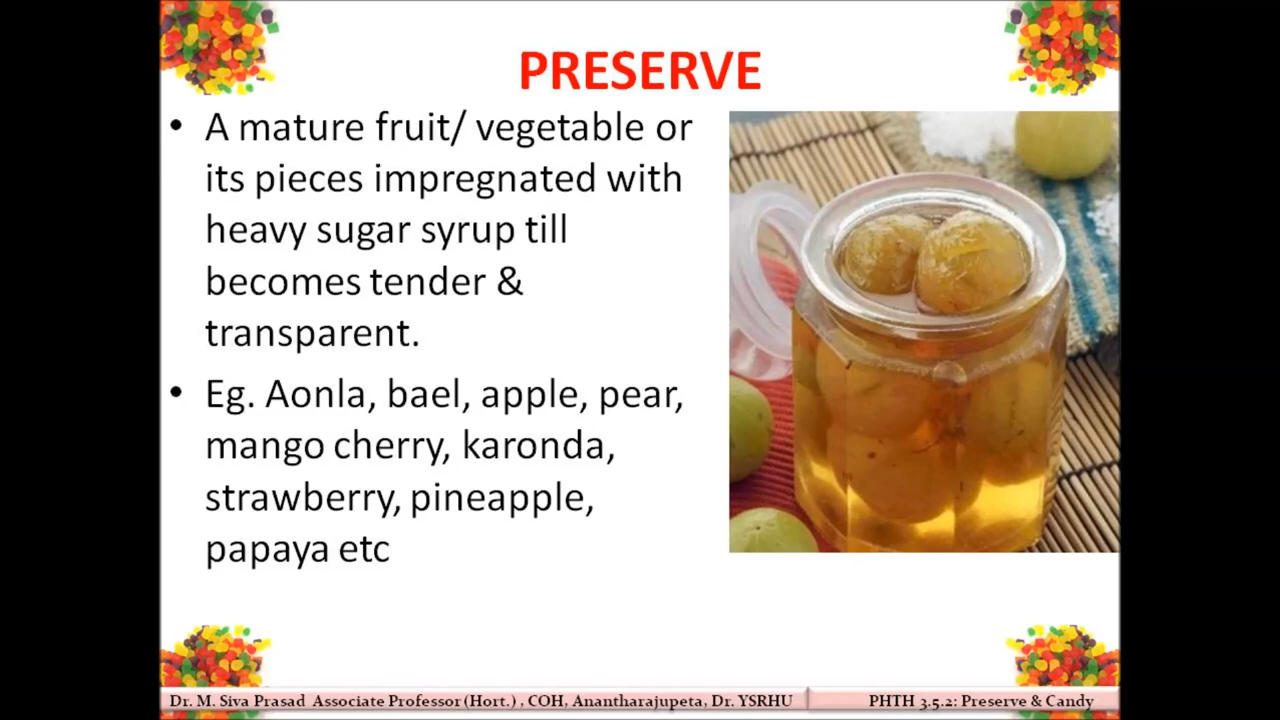 PRESERVE
• A mature fruit/ vegetable or
its pieces impregnated with
heavy sugar syrup till
becomes tender &
transparent.
• Eg. Aonla, bael, apple, pear,
mango cherry, karonda,
strawberry, pineapple,
papaya etc
Dr. M. Siva Prasad Associate Professor (Hort.) , COH, Anantharajupeta, Dr. YSRHU
PHTH 3.5.2: Preserve & Candy